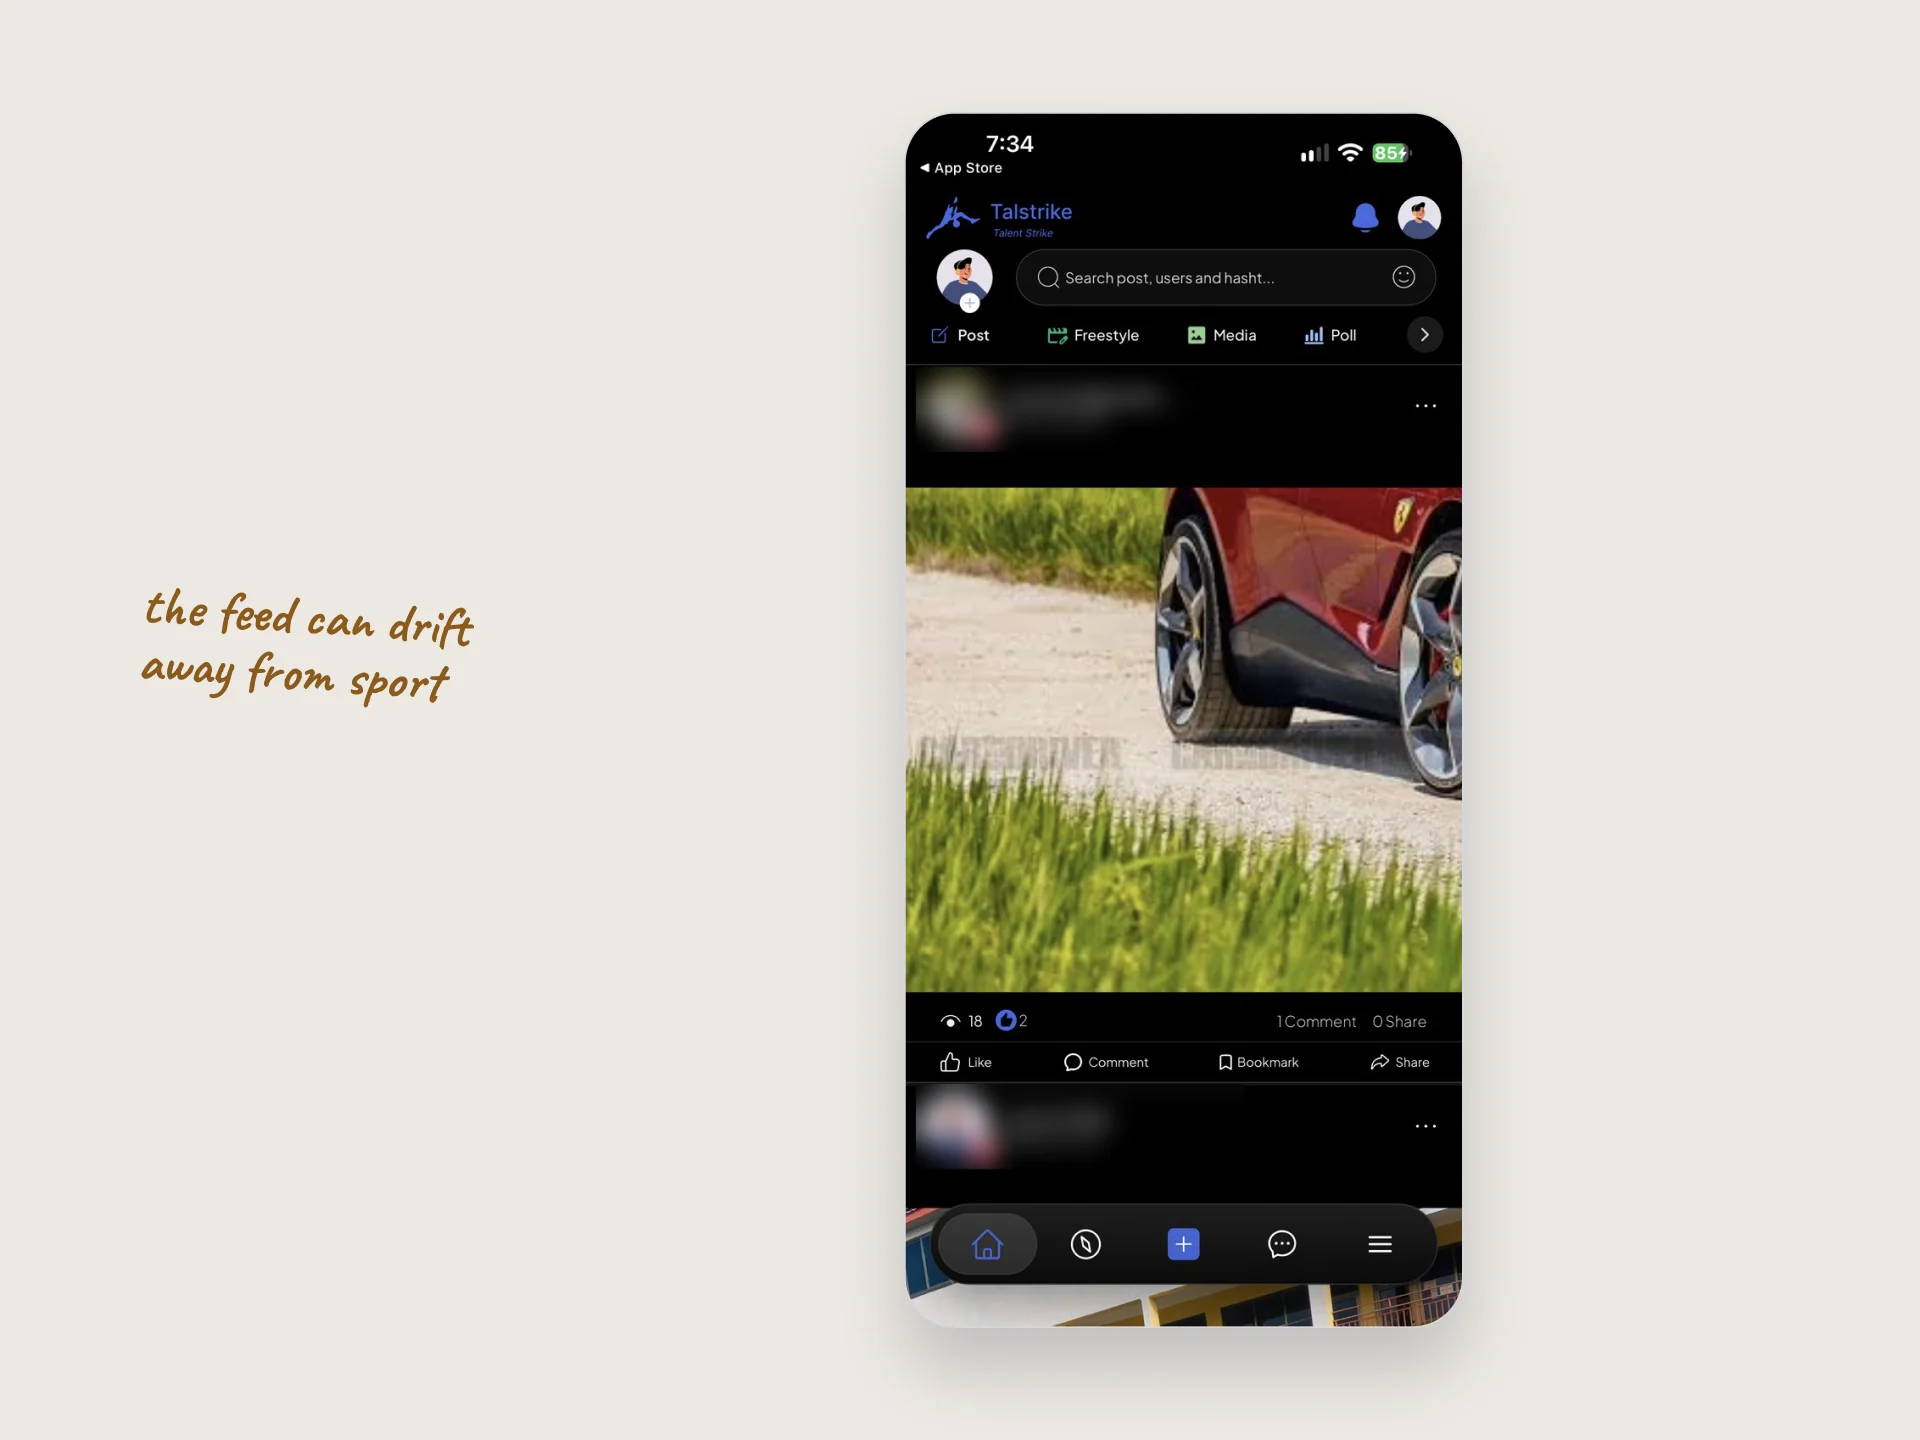 the feed can drift
away from sport
7:34
85
◀ App Store
Talstrike
Talent Strike
Search post, users and hasht...
Post Freestyle Media Poll
18 2 1 Comment 0 Share
Like Comment Bookmark Share